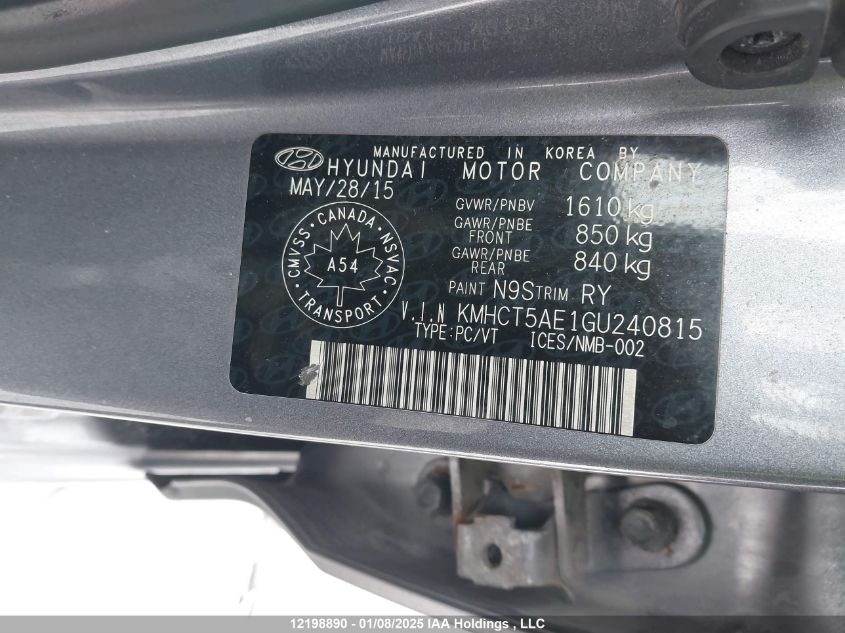 MANUFACTURED IN KOREA BY
HYUNDAI MOTOR COMPANY
MAY/28/15
GVWR/PNBV 1610 kg
GAWR/PNBE FRONT 850 kg
GAWR/PNBE REAR 840 kg
CANADA
CMVSS NSVAC
A54
TRANSPORT
PAINT N9S TRIM RY
V.I.N KMHCT5AE1GU240815
TYPE:PC/VT ICES/NMB-002
12198890 - 01/08/2025 IAA Holdings , LLC